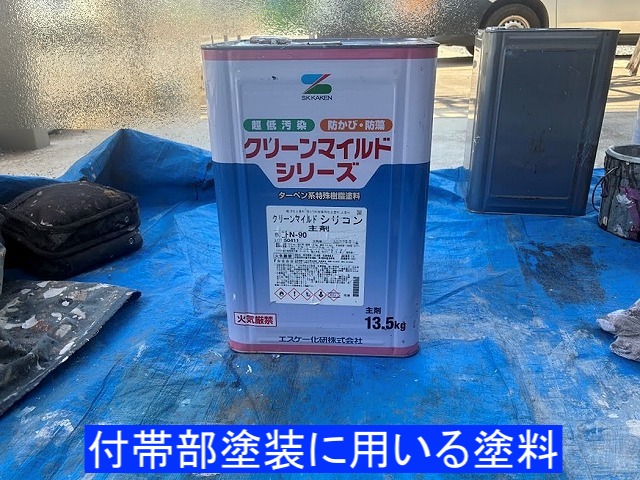 SK KAKEN
超低汚染 防かび・防藻
クリーンマイルド
シリーズ
ターペン系特殊樹脂塗料
クリーンマイルド シリコン
主剤
N-90
50411
火気厳禁
主剤
13.5kg
エスケー化研株式会社
付帯部塗装に用いる塗料